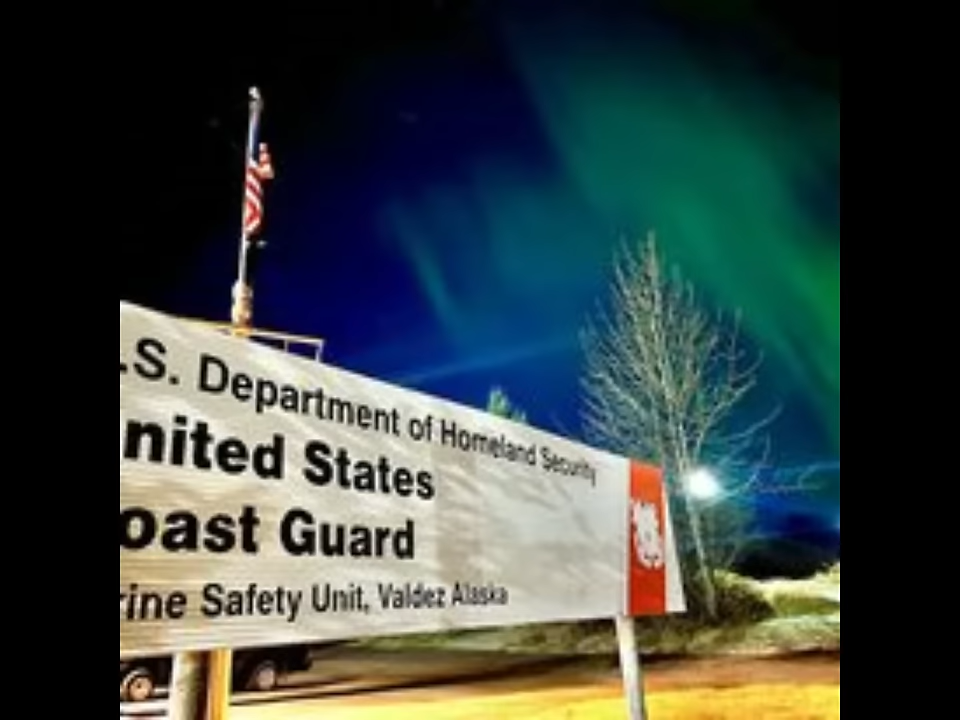 .S. Department of Homeland Security
nited States
oast Guard
rine Safety Unit, Valdez Alaska